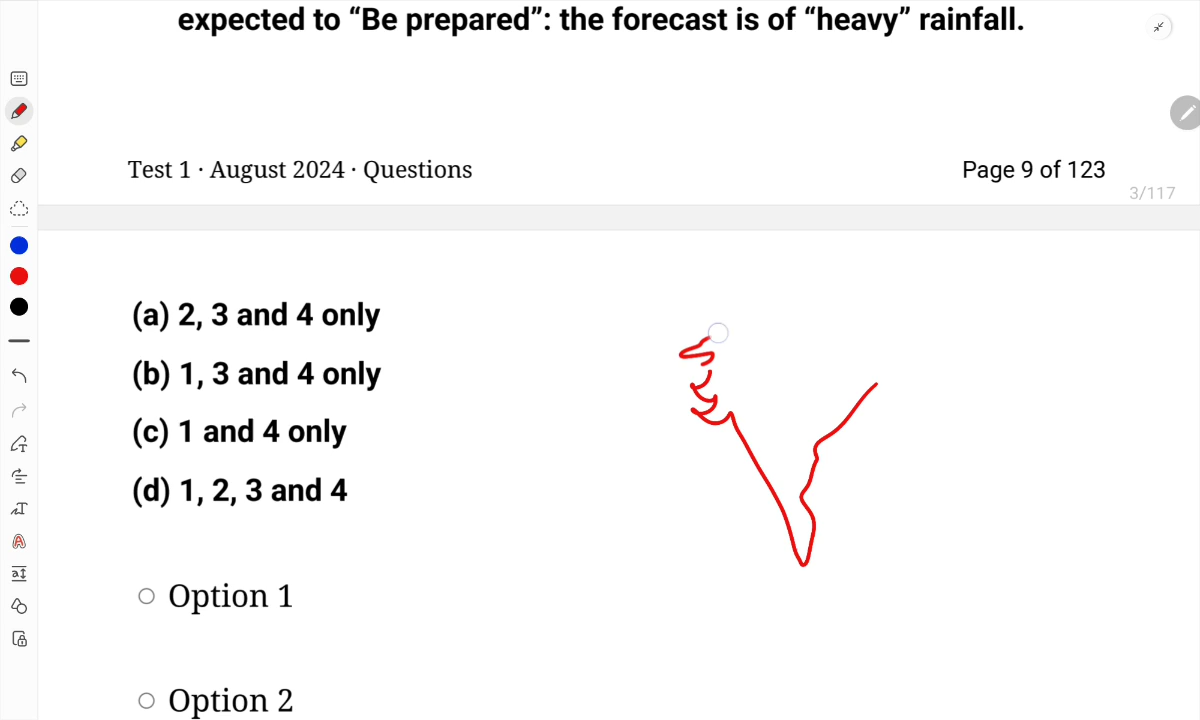 expected to “Be prepared”: the forecast is of “heavy” rainfall.
Test 1 · August 2024 · Questions
Page 9 of 123
3/117
(a) 2, 3 and 4 only
(b) 1, 3 and 4 only
(c) 1 and 4 only
(d) 1, 2, 3 and 4
Option 1
Option 2